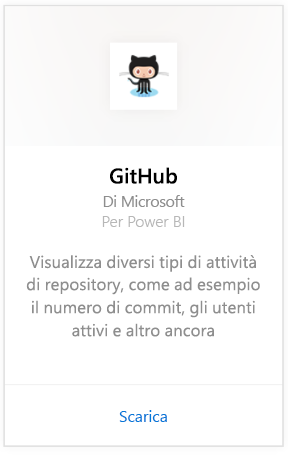 GitHub
Di Microsoft
Per Power BI
Visualizza diversi tipi di attività
di repository, come ad esempio
il numero di commit, gli utenti
attivi e altro ancora
Scarica